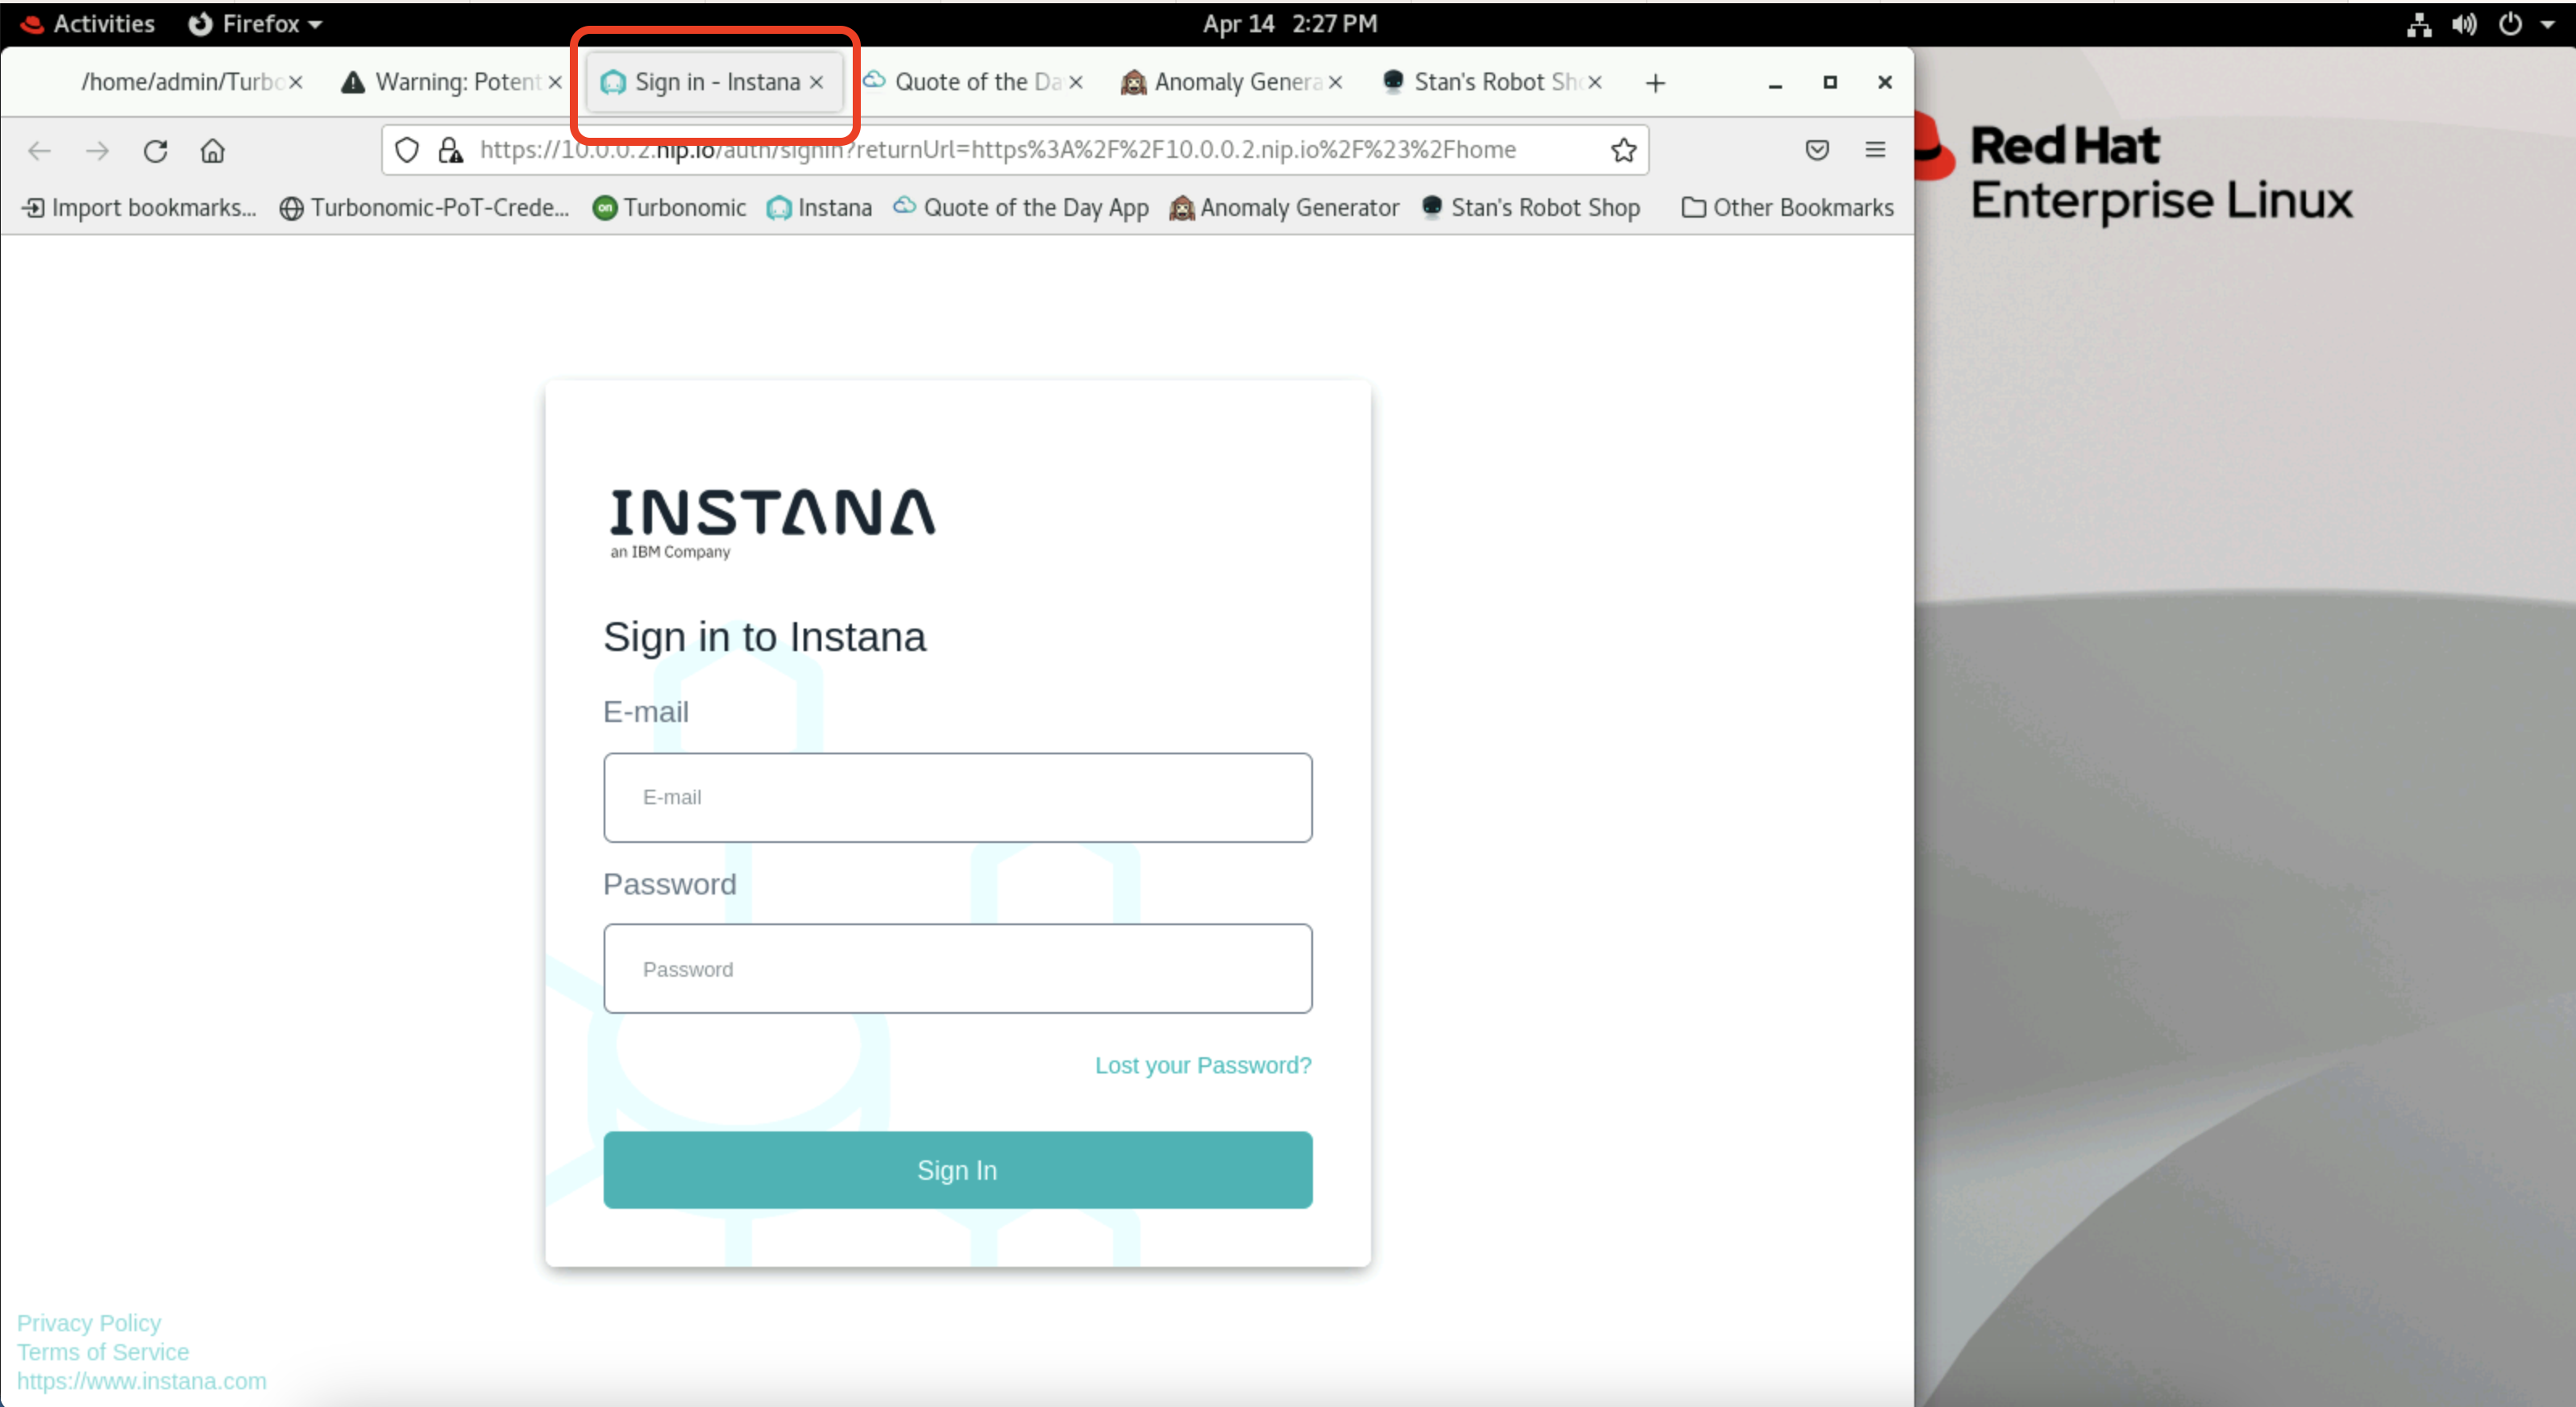 Activities Firefox Apr 14 2:27 PM
/home/admin/Turbo Warning: Potent Sign in - Instana Quote of the Da Anomaly Genera Stan's Robot Sho
https://10.0.0.2.nip.io/auth/signin?returnUrl=https%3A%2F%2F10.0.0.2.nip.io%2F%23%2Fhome
Import bookmarks... Turbonomic-PoT-Crede... on Turbonomic Instana Quote of the Day App Anomaly Generator Stan's Robot Shop Other Bookmarks
Red Hat
Enterprise Linux
INSTANA
an IBM Company
Sign in to Instana
E-mail
E-mail
Password
Password
Lost your Password?
Sign In
Privacy Policy
Terms of Service
https://www.instana.com